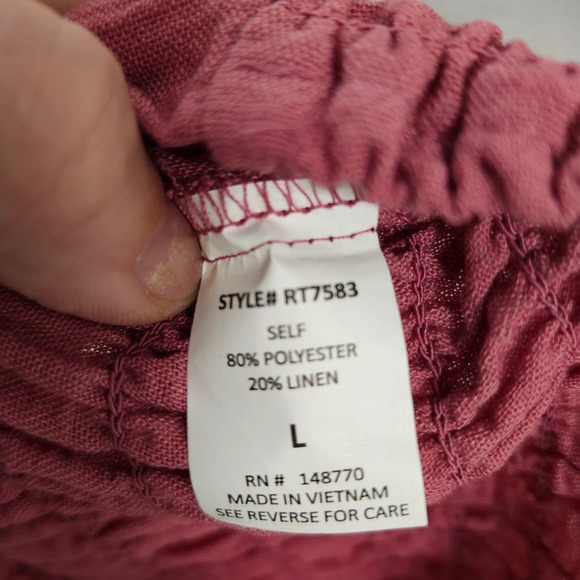 STYLE# RT7583
SELF
80% POLYESTER
20% LINEN
L
RN # 148770
MADE IN VIETNAM
SEE REVERSE FOR CARE